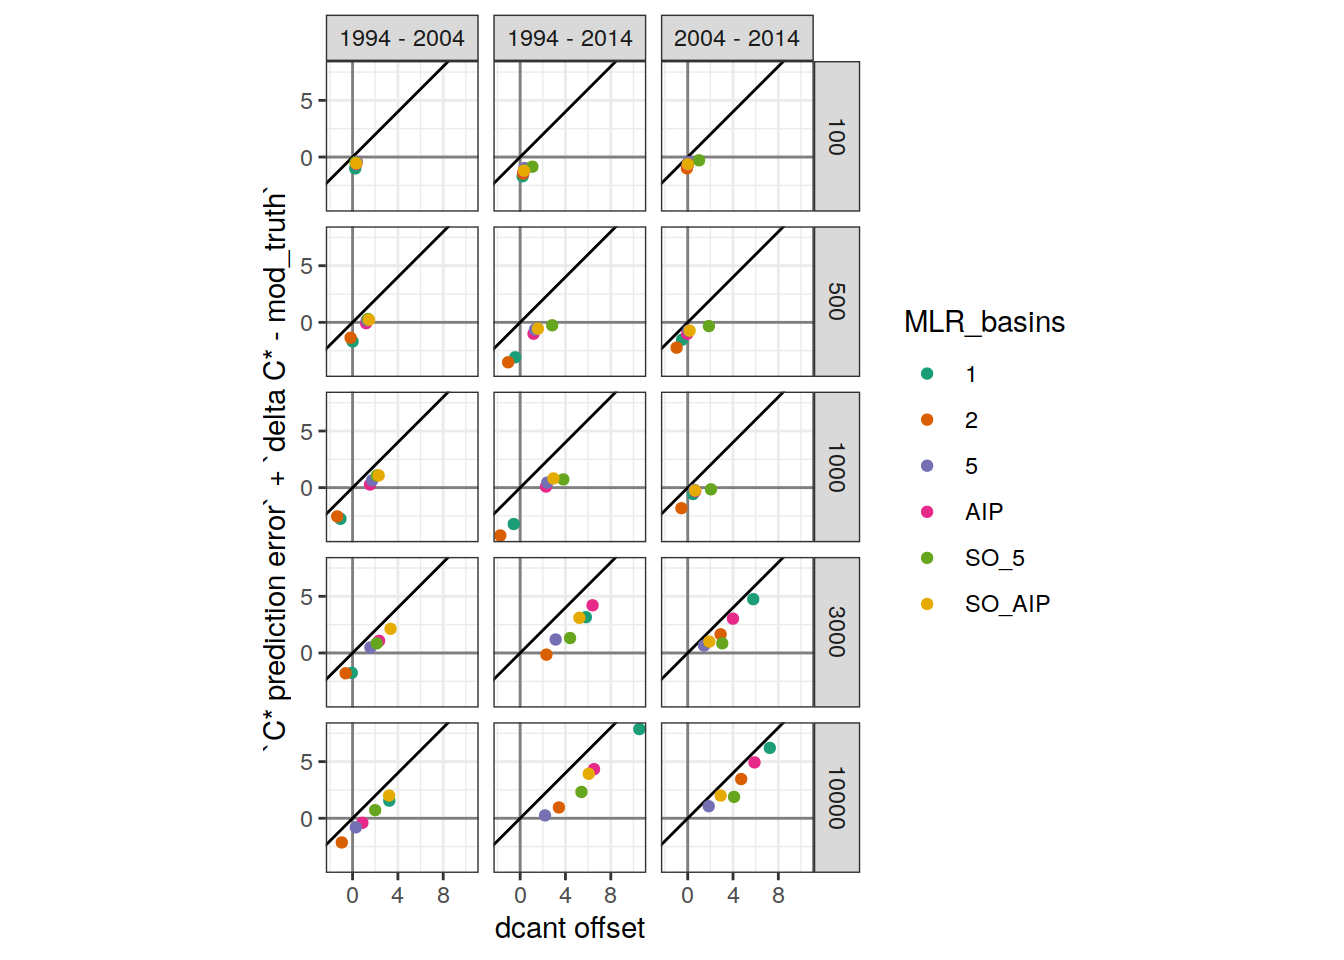 1994 - 2004
1994 - 2014
2004 - 2014
5
0
100
5
0
500
5
0
1000
5
0
3000
5
0
10000
0 4 8
0 4 8
0 4 8
dcant offset
`C* prediction error` + `delta C* - mod_truth`
MLR_basins
1
2
5
AIP
SO_5
SO_AIP